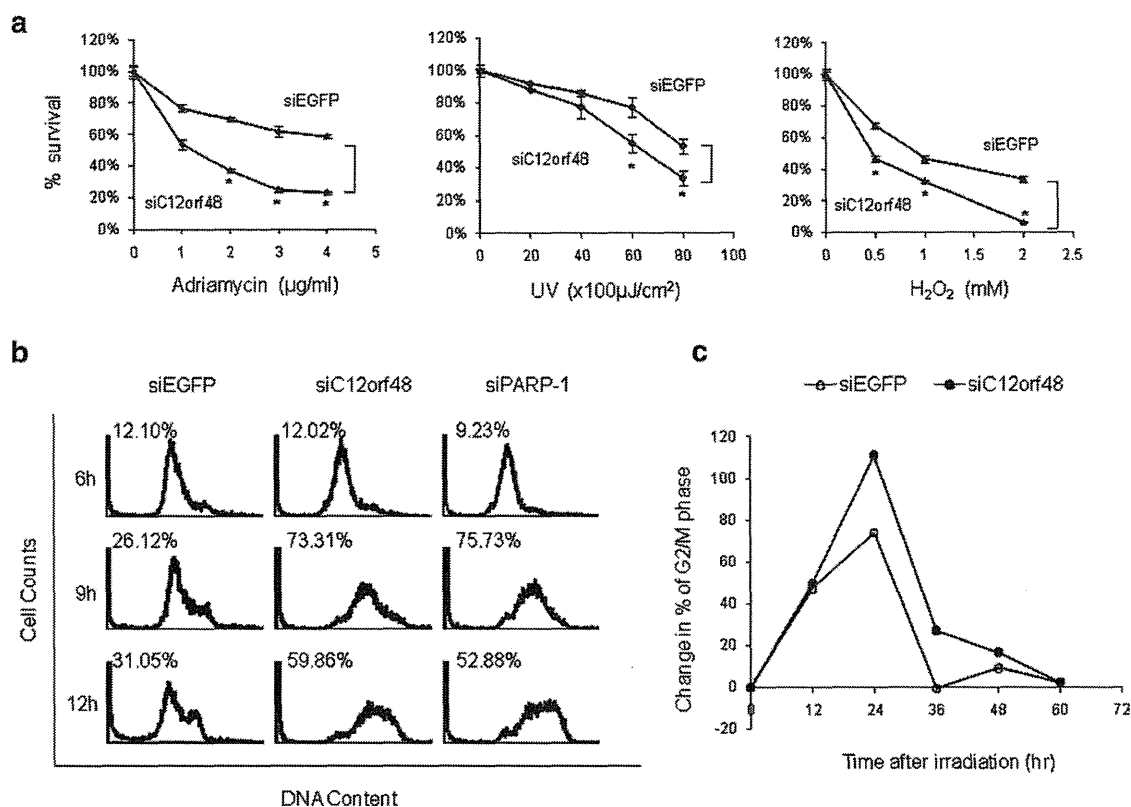 a
120%
100%
80%
60%
40%
20%
0%
% survival
siEGFP
siC12orf48
*
*
*
0 1 2 3 4 5
Adriamycin (µg/ml)
120%
100%
80%
60%
40%
20%
0%
siEGFP
siC12orf48
*
*
0 20 40 60 80 100
UV (x100µJ/cm²)
120%
100%
80%
60%
40%
20%
0%
siEGFP
siC12orf48
*
*
*
0 0.5 1 1.5 2 2.5
H₂O₂ (mM)
b
siEGFP siC12orf48 siPARP-1
6h
12.10% 12.02% 9.23%
9h
26.12% 73.31% 75.73%
12h
31.05% 59.86% 52.88%
Cell Counts
DNA Content
c
siEGFP siC12orf48
120
100
80
60
40
20
0
-20
Change in % of G2/M phase
0 12 24 36 48 60 72
Time after irradiation (hr)